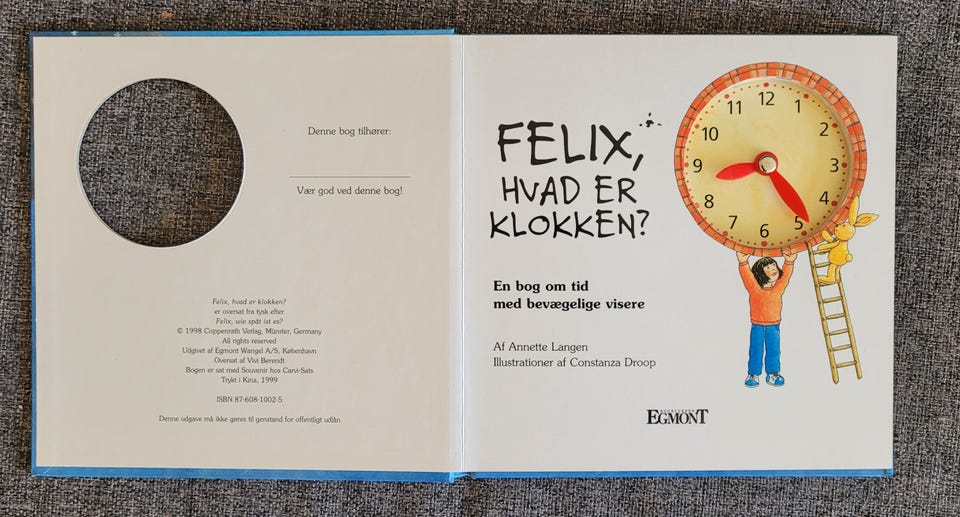 Denne bog tilhører:
Vær god ved denne bog!
Felix, hvad er klokken?
er oversat fra tysk efter
Felix, wie spät ist es?
© 1998 Coppenrath Verlag, Münster, Germany
All rights reserved
Udgivet af Egmont Wangel A/S, København
Oversat af Vivi Berendt
Bogen er sat med Souvenir hos Carvi-Sats
Trykt i Kina, 1999
ISBN 87-608-1002-5
Denne udgave må ikke gøres til genstand for offentligt udlån
FELIX,
HVAD ER
KLOKKEN?
12
1
2
3
4
5
6
7
8
9
10
11
En bog om tid
med bevægelige visere
Af Annette Langen
Illustrationer af Constanza Droop
EGMONT